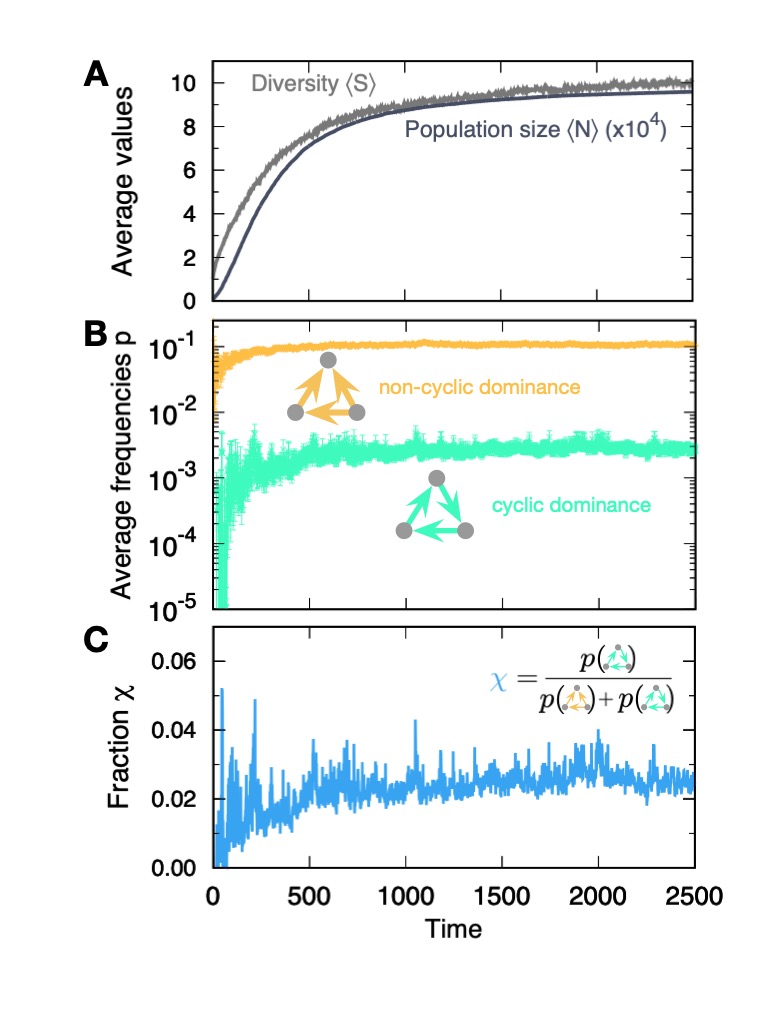 A
Average values
10
8
6
4
2
0
Diversity ⟨S⟩
Population size ⟨N⟩ (x10⁴)
B
Average frequencies p
10⁻¹
10⁻²
10⁻³
10⁻⁴
10⁻⁵
non-cyclic dominance
cyclic dominance
C
Fraction χ
0.06
0.04
0.02
0.00
χ = p( ) / p( ) + p( )
0 500 1000 1500 2000 2500
Time